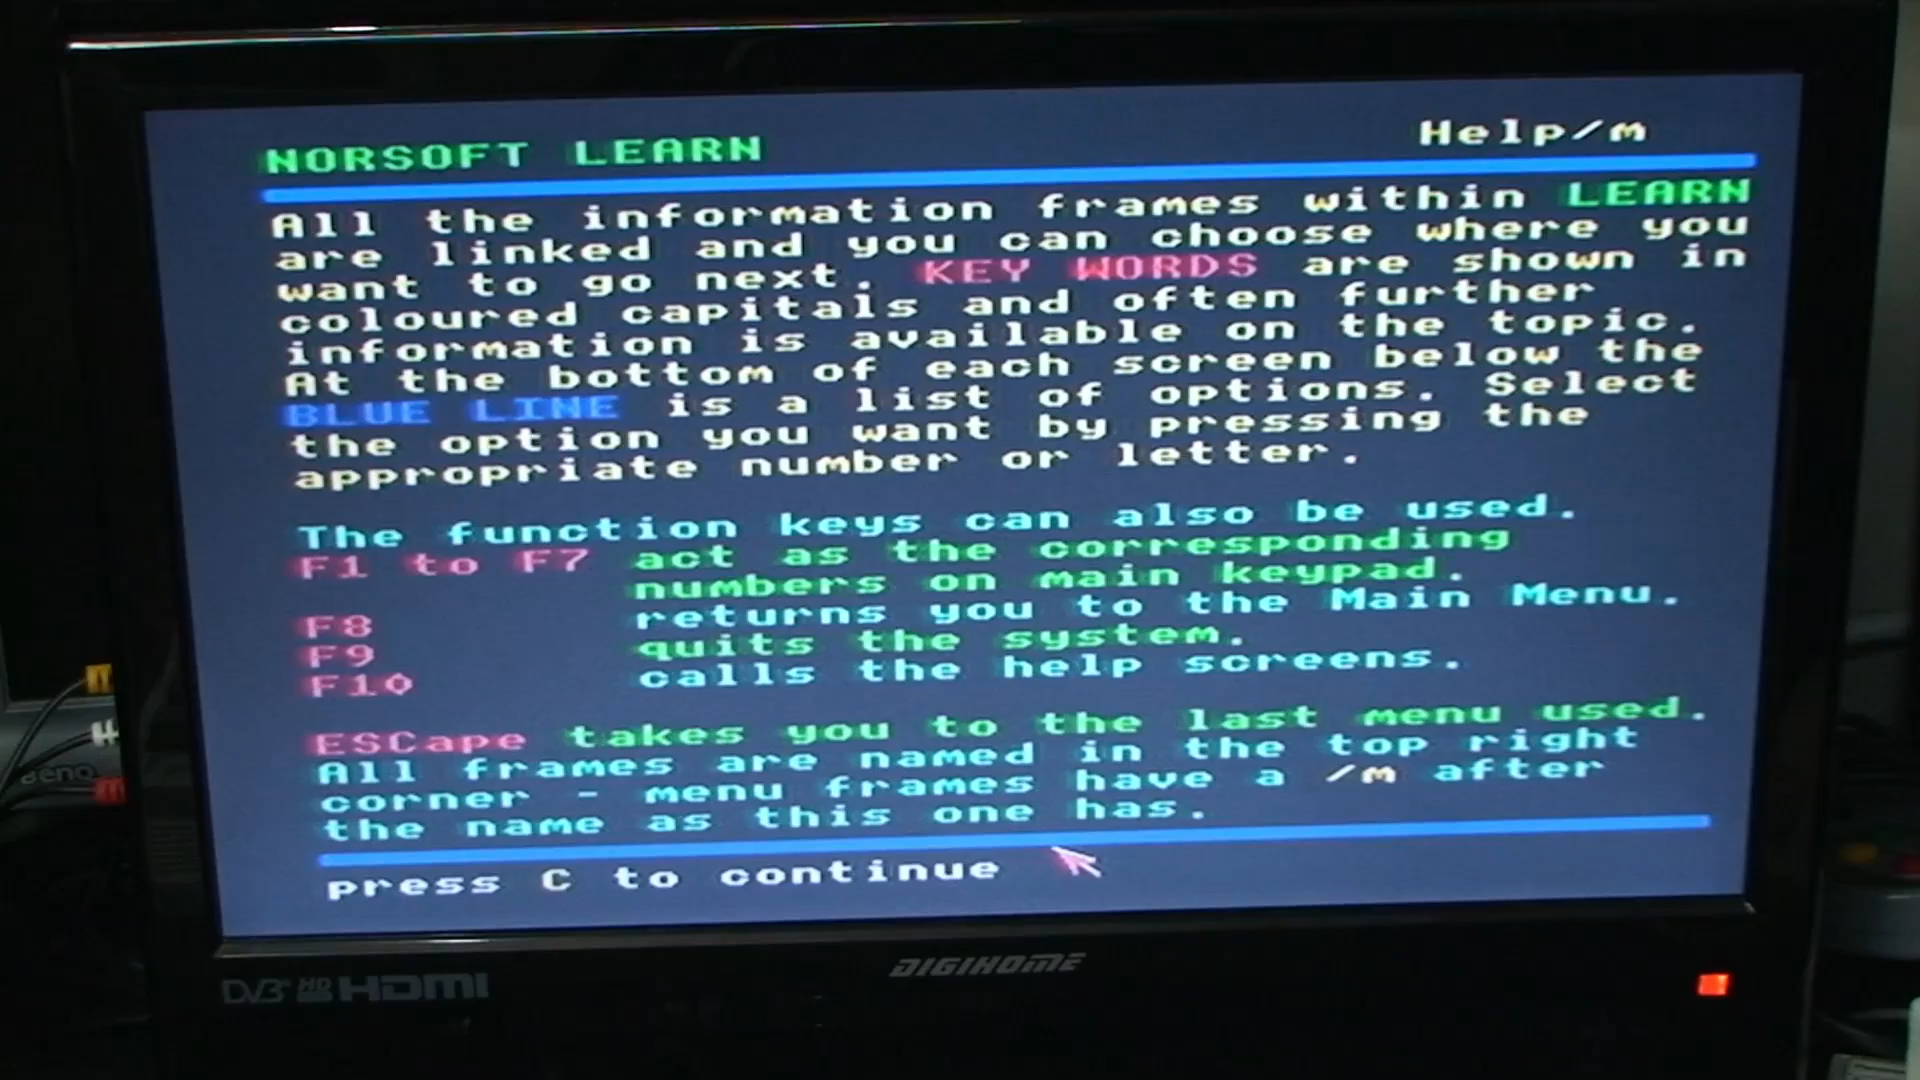 NORSOFT LEARN Help/m
All the information frames within LEARN
are linked and you can choose where you
want to go next. KEY WORDS are shown in
coloured capitals and often further
information is available on the topic.
At the bottom of each screen below the
BLUE LINE is a list of options. Select
the option you want by pressing the
appropriate number or letter.
The function keys can also be used.
F1 to F7 act as the corresponding
numbers on main keypad.
F8 returns you to the Main Menu.
F9 quits the system.
F10 calls the help screens.
ESCape takes you to the last menu used.
All frames are named in the top right
corner - menu frames have a /m after
the name as this one has.
press C to continue
BenQ
DVB HD HDMI
DIGIHOME